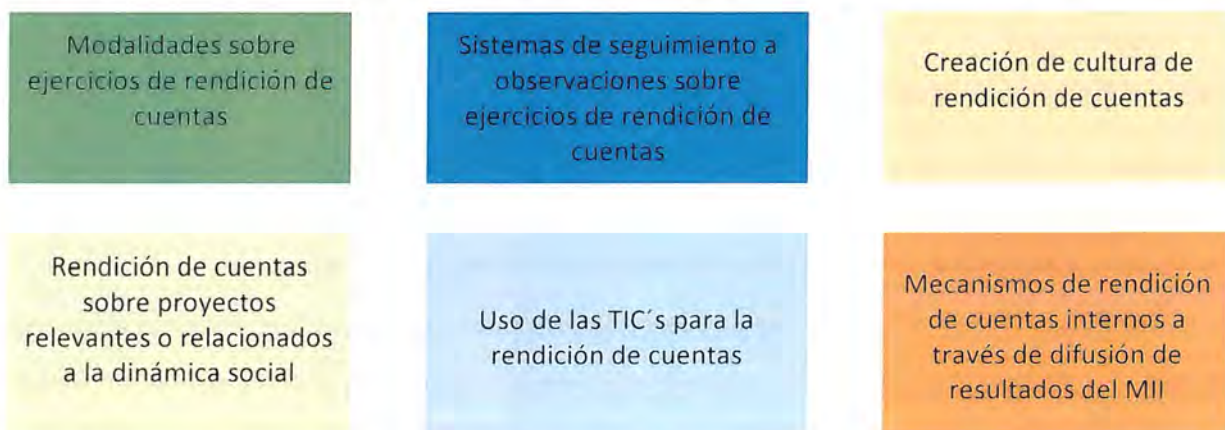 Modalidades sobre
ejercicios de rendición de
cuentas
Sistemas de seguimiento a
observaciones sobre
ejercicios de rendición de
cuentas
Creación de cultura de
rendición de cuentas
Rendición de cuentas
sobre proyectos
relevantes o relacionados
a la dinámica social
Uso de las TIC´s para la
rendición de cuentas
Mecanismos de rendición
de cuentas internos a
través de difusión de
resultados del MII